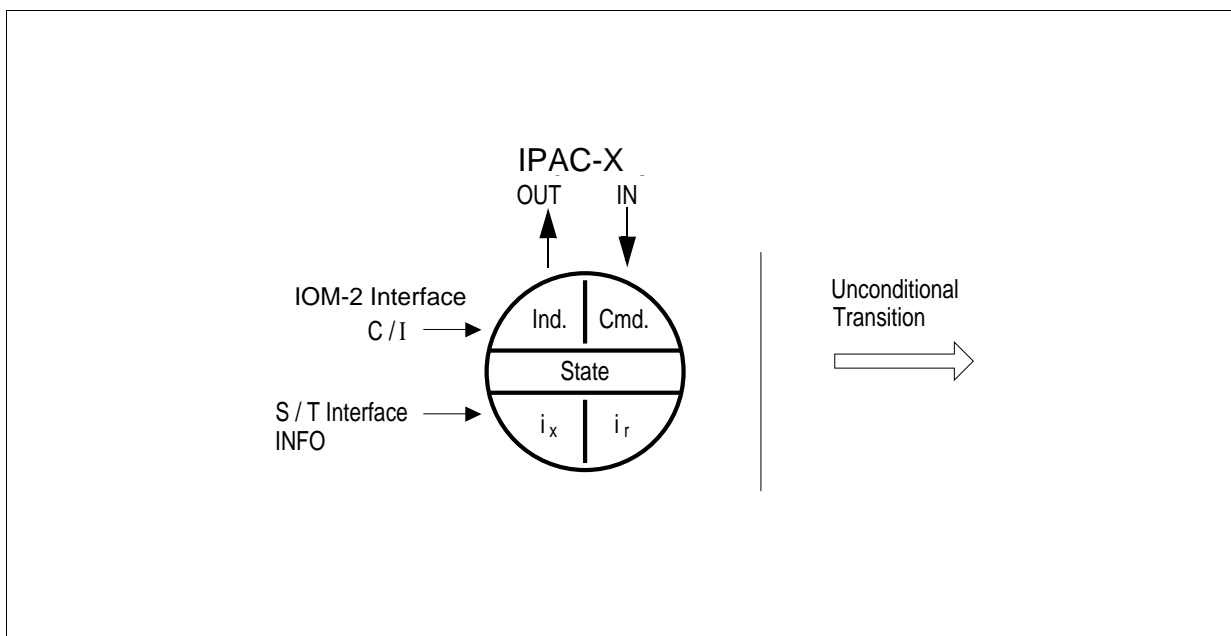 IPAC-X
OUT IN
IOM-2 Interface
C / I
Ind. Cmd.
State
S / T Interface
INFO
i x i r
Unconditional
Transition